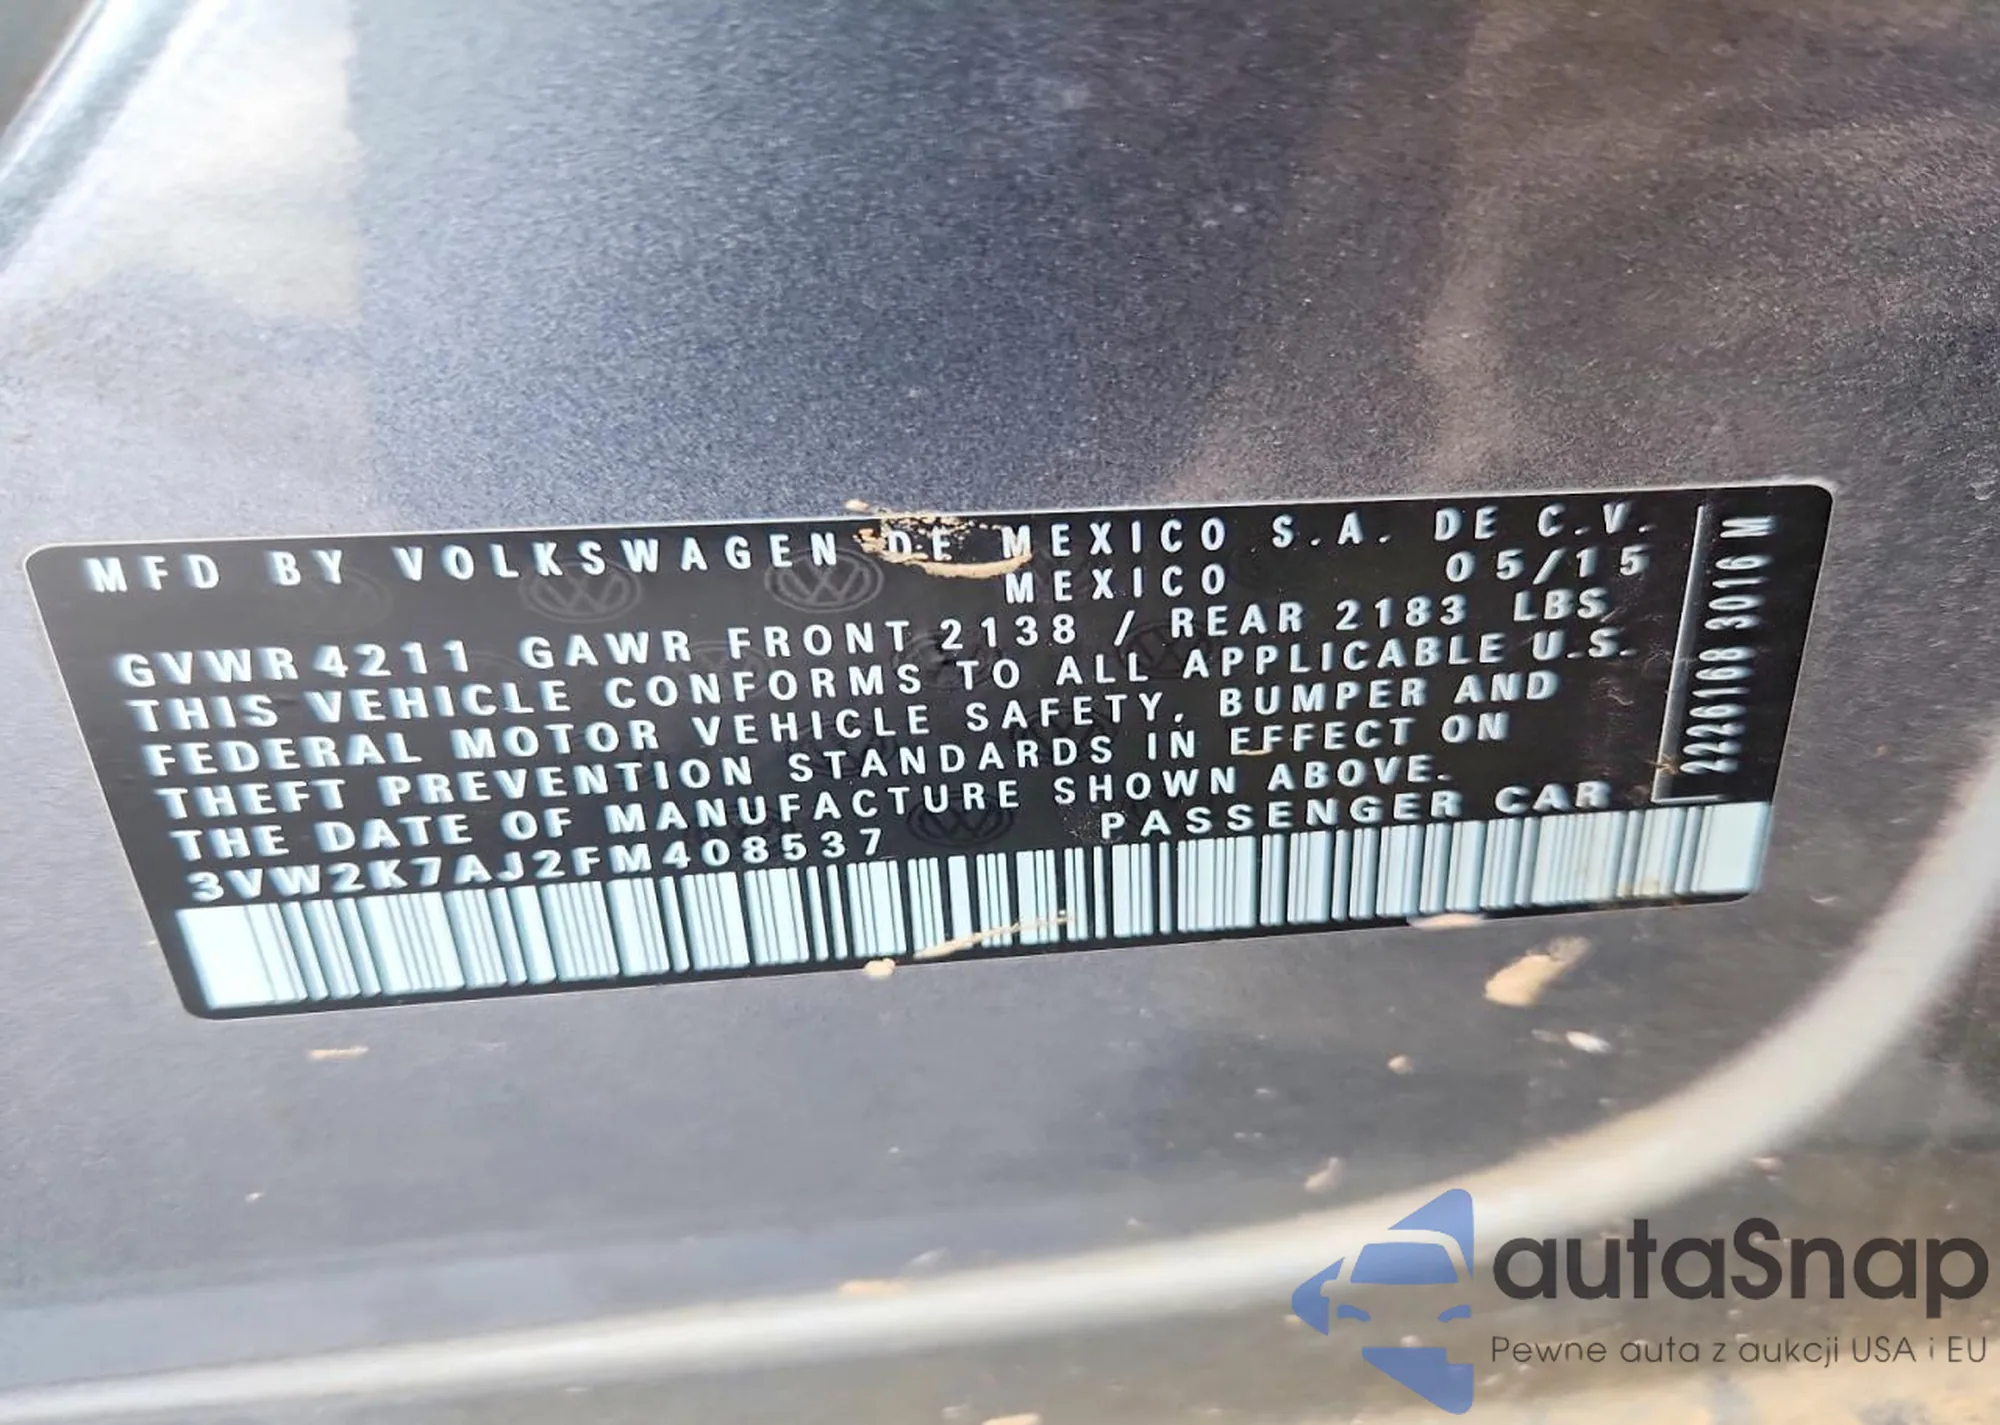 MFD BY VOLKSWAGEN DE MEXICO S.A. DE C.V.
MEXICO 05/15
GVWR 4211 GAWR FRONT 2138 / REAR 2183 LBS
THIS VEHICLE CONFORMS TO ALL APPLICABLE U.S.
FEDERAL MOTOR VEHICLE SAFETY, BUMPER AND
THEFT PREVENTION STANDARDS IN EFFECT ON
THE DATE OF MANUFACTURE SHOWN ABOVE.
3VW2K7AJ2FM408537 PASSENGER CAR
2226168 3016 M
autaSnap
Pewne auta z aukcji USA i EU